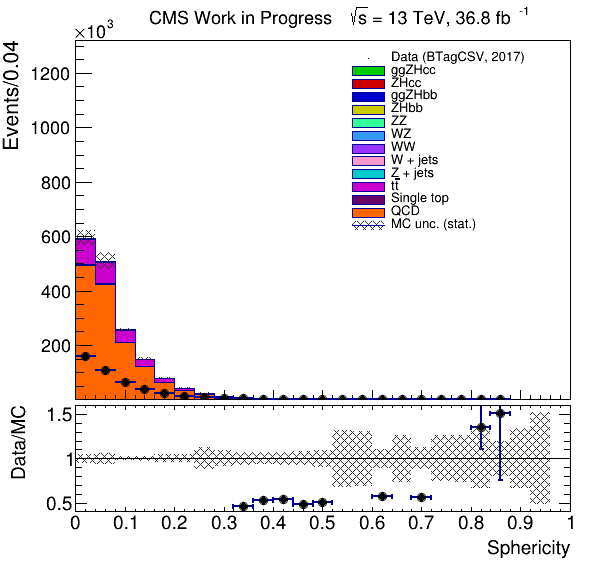 CMS Work in Progress √s = 13 TeV, 36.8 fb⁻¹
×10³
Events/0.04
1200
1000
800
600
400
200
Data (BTagCSV, 2017)
ggZHcc
ZHcc
ggZHbb
ZHbb
ZZ
WZ
WW
W + jets
Z + jets
tt̅
Single top
QCD
MC unc. (stat.)
Data/MC
1.5
1
0.5
0 0.1 0.2 0.3 0.4 0.5 0.6 0.7 0.8 0.9 1
Sphericity